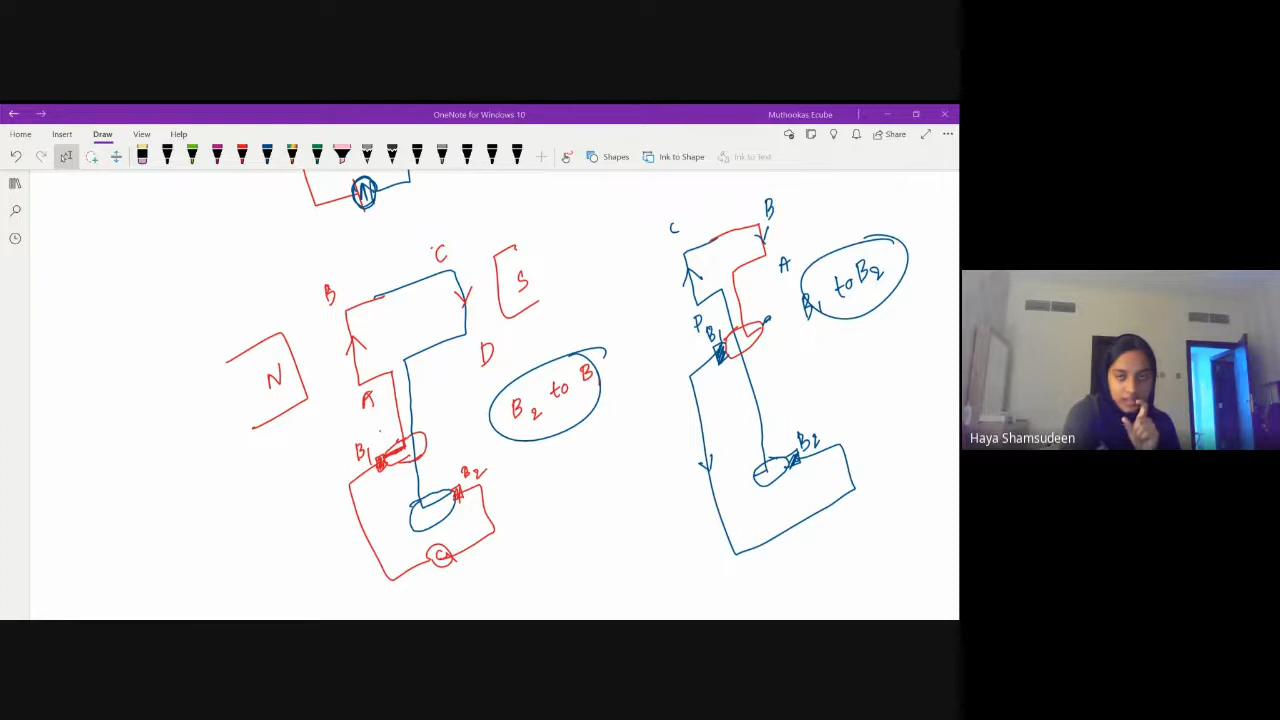 OneNote for Windows 10
Muthookas Ecube
Home Insert Draw View Help
Share
Shapes
Ink to Shape
Ink to Text
B
C
S
N
A
D
B1
B2
B2 to B1
G
C
B
A
D
B1
B1 to B2
B2
Haya Shamsudeen